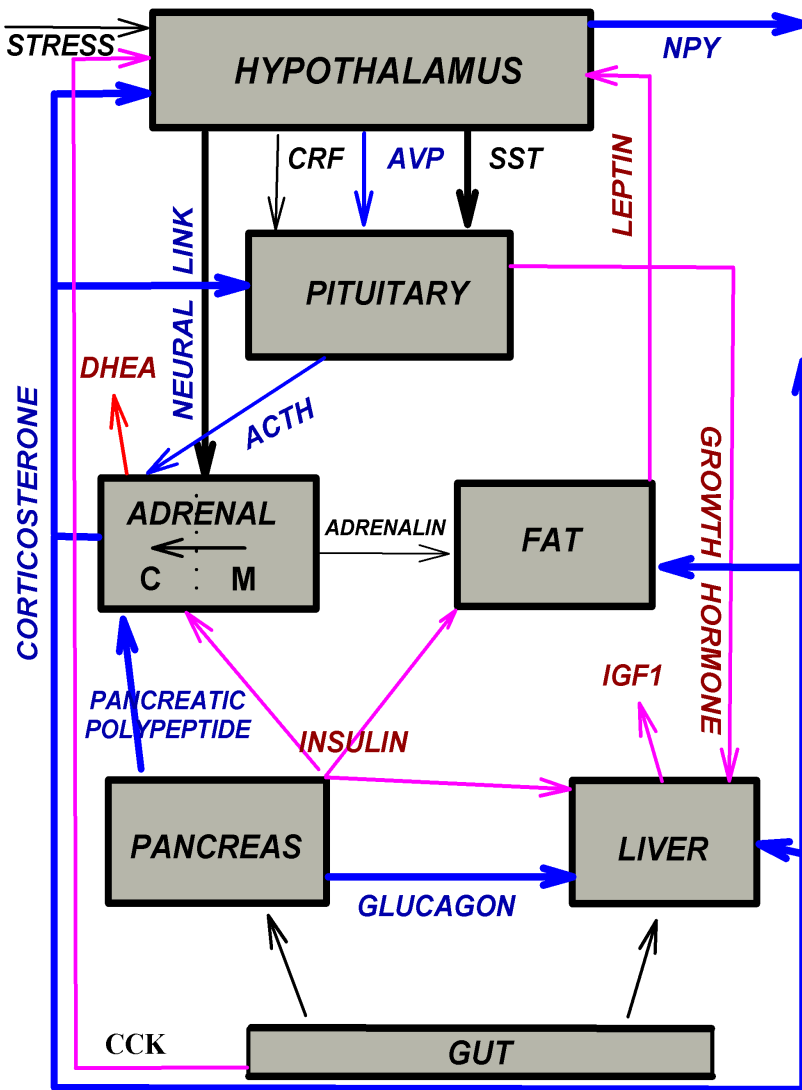 STRESS
HYPOTHALAMUS
NPY
CRF
AVP
SST
LEPTIN
NEURAL LINK
PITUITARY
DHEA
ACTH
CORTICOSTERONE
GROWTH HORMONE
ADRENAL
C
M
ADRENALIN
FAT
PANCREATIC
POLYPEPTIDE
INSULIN
IGF1
PANCREAS
LIVER
GLUCAGON
CCK
GUT